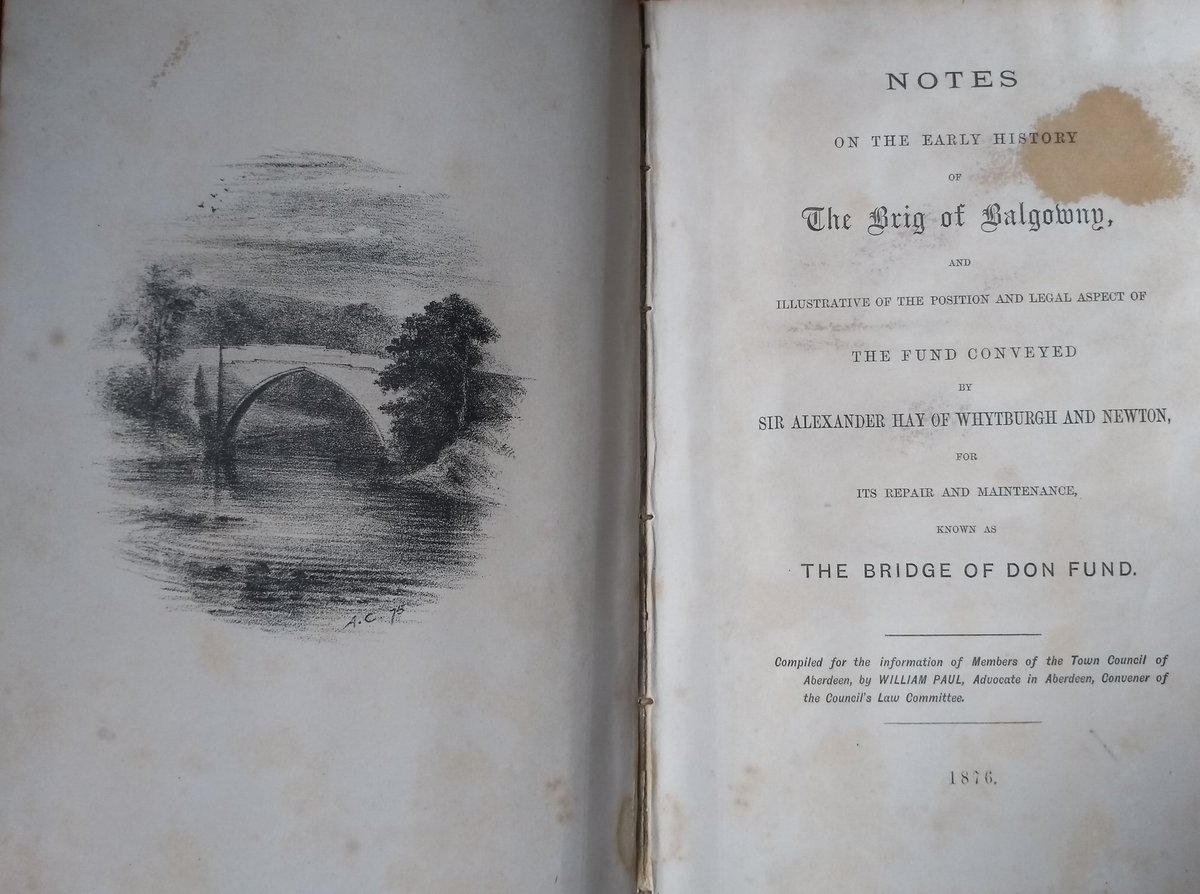 A.C. 75
NOTES
ON THE EARLY HISTORY
OF
The Brig of Balgowny,
AND
ILLUSTRATIVE OF THE POSITION AND LEGAL ASPECT OF
THE FUND CONVEYED
BY
SIR ALEXANDER HAY OF WHYTBURGH AND NEWTON,
FOR
ITS REPAIR AND MAINTENANCE,
KNOWN AS
THE BRIDGE OF DON FUND.
Compiled for the information of Members of the Town Council of
Aberdeen, by WILLIAM PAUL, Advocate in Aberdeen, Convener of
the Council's Law Committee.
1876.